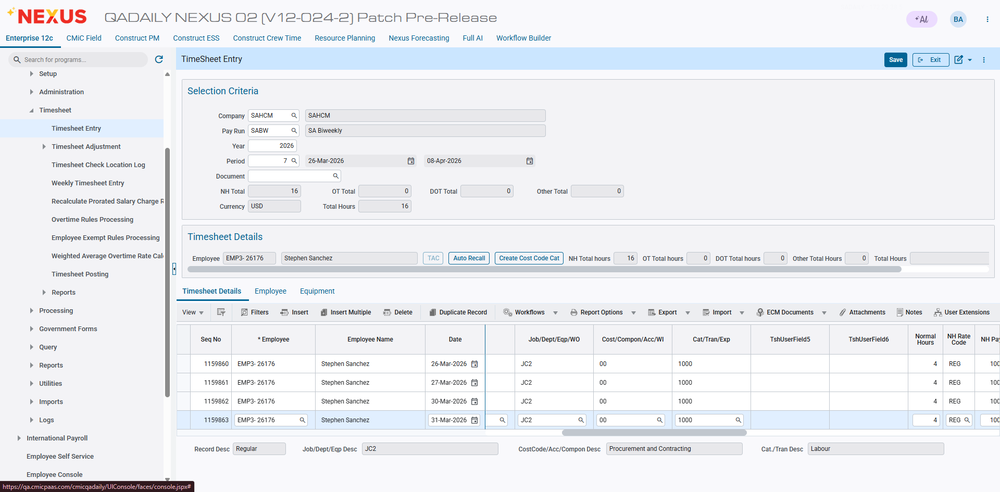 NEXUS
QADAILY NEXUS 02 (V12-024-2) Patch Pre-Release
AI
BA
Enterprise 12c CMiC Field Construct PM Construct ESS Construct Crew Time Resource Planning Nexus Forecasting Full AI Workflow Builder
Search for programs...
Setup
Administration
Timesheet
Timesheet Entry
Timesheet Adjustment
Timesheet Check Location Log
Weekly Timesheet Entry
Recalculate Prorated Salary Charge R
Overtime Rules Processing
Employee Exempt Rules Processing
Weighted Average Overtime Rate Cal
Timesheet Posting
Reports
Processing
Government Forms
Query
Reports
Utilities
Imports
Logs
International Payroll
Employee Self Service
Employee Console
https://qa.cmicpaas.com/cmicqadaily/UIConsole/faces/console.jspx#
TimeSheet Entry
Save Exit
Selection Criteria
Company SAHCM SAHCM
Pay Run SABW SA Biweekly
Year 2026
Period 7 26-Mar-2026 08-Apr-2026
Document
NH Total 16 OT Total 0 DOT Total 0 Other Total 0
Currency USD Total Hours 16
Timesheet Details
Employee EMP3- 26176 Stephen Sanchez TAC Auto Recall Create Cost Code Cat NH Total hours 16 OT Total hours 0 DOT Total hours 0 Other Total Hours 0 Total Hours
Timesheet Details Employee Equipment
View Filters Insert Insert Multiple Delete Duplicate Record Workflows Report Options Export Import ECM Documents Attachments Notes User Extensions
Seq No * Employee Employee Name Date Job/Dept/Eqp/WO Cost/Compon/Acc/WI Cat/Tran/Exp TshUserField5 TshUserField6 Normal Hours NH Rate Code NH Pay
1159860 EMP3- 26176 Stephen Sanchez 26-Mar-2026 JC2 00 1000 4 REG 100
1159861 EMP3- 26176 Stephen Sanchez 27-Mar-2026 JC2 00 1000 4 REG 100
1159862 EMP3- 26176 Stephen Sanchez 30-Mar-2026 JC2 00 1000 4 REG 100
1159863 EMP3- 26176 Stephen Sanchez 31-Mar-2026 JC2 00 1000 4 REG 100
Record Desc Regular Job/Dept/Eqp Desc JC2 CostCode/Acc/Compon Desc Procurement and Contracting Cat./Tran Desc Labour